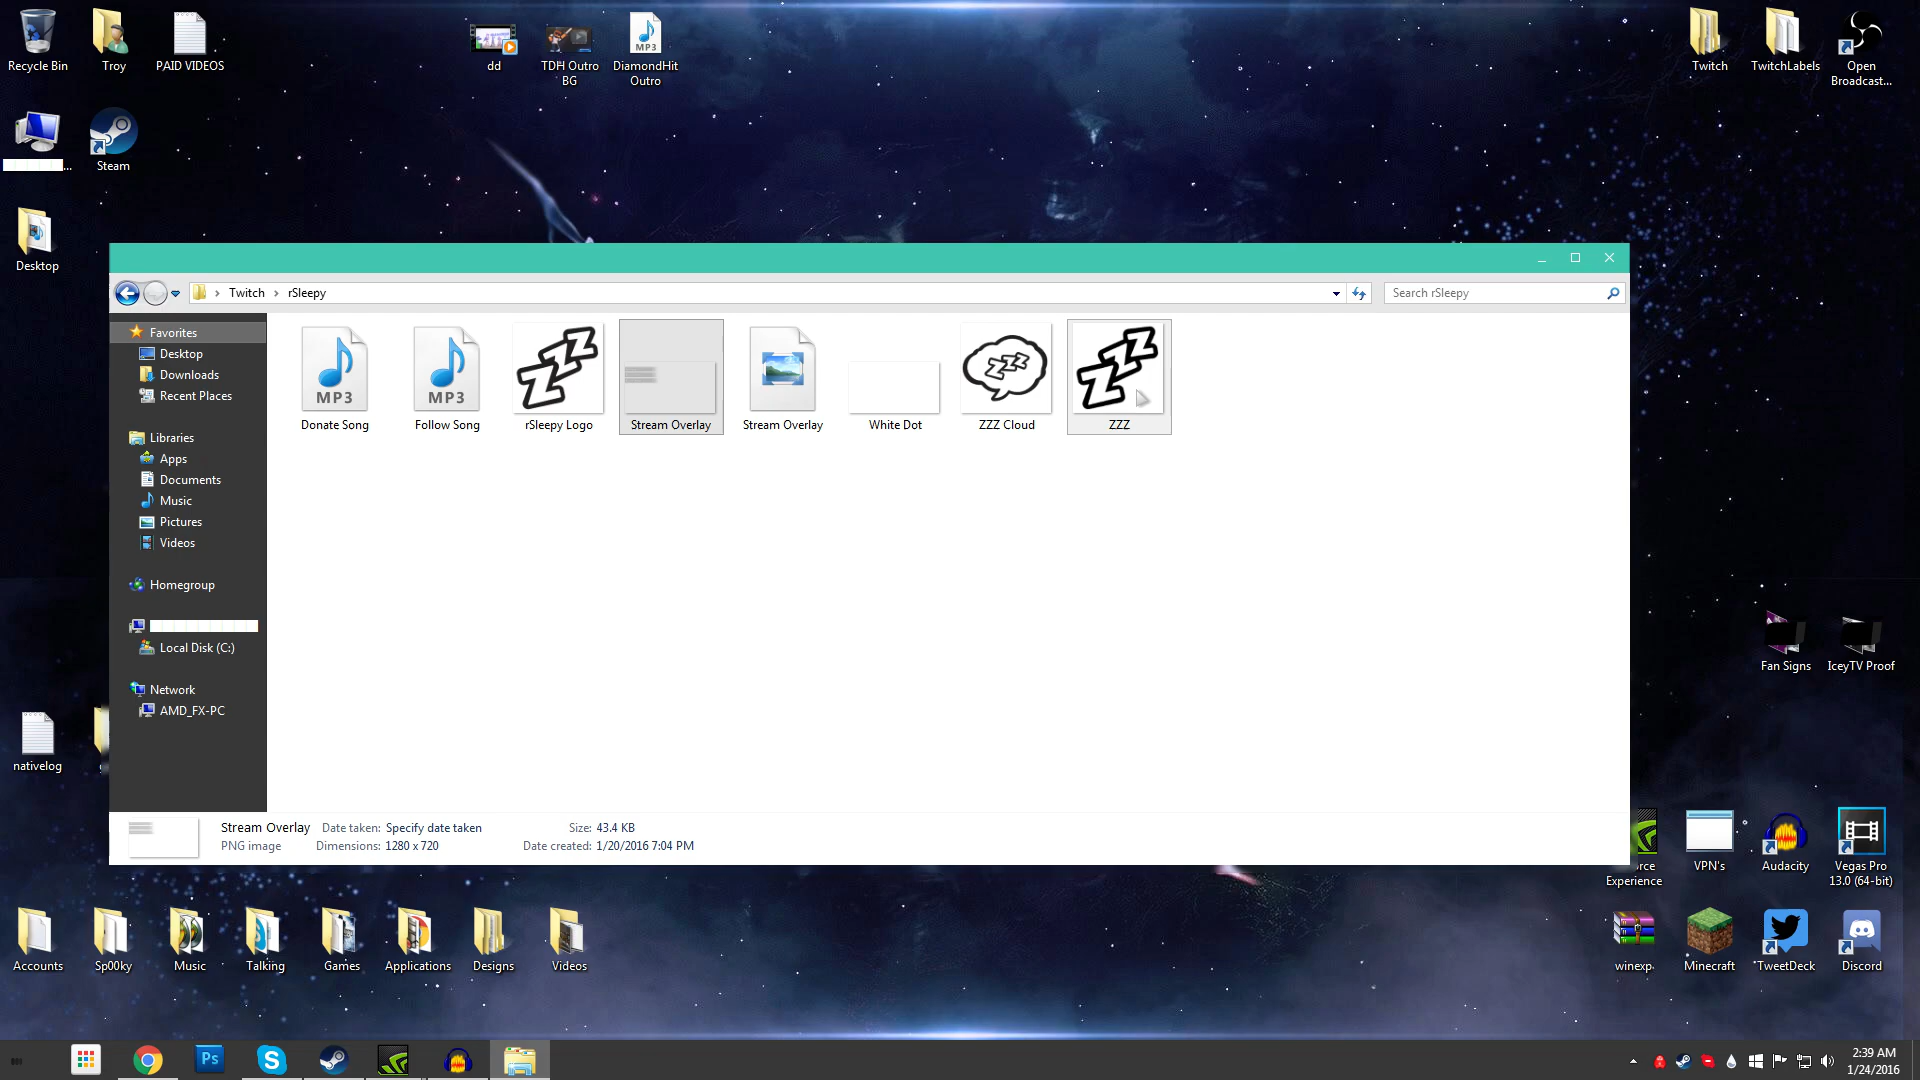 Recycle Bin
Troy
PAID VIDEOS
dd
TDH Outro
BG
MP3
DiamondHit
Outro
Twitch
TwitchLabels
Open
Broadcast...
...
Steam
Desktop
Twitch
rSleepy
Search rSleepy
Favorites
Desktop
Downloads
Recent Places
Libraries
Apps
Documents
Music
Pictures
Videos
Homegroup
Local Disk (C:)
Network
AMD_FX-PC
MP3
Donate Song
MP3
Follow Song
ZZZ
rSleepy Logo
Stream Overlay
Stream Overlay
White Dot
ZZZ
ZZZ Cloud
ZZZ
ZZZ
Stream Overlay
Date taken: Specify date taken
Size: 43.4 KB
PNG image
Dimensions: 1280 x 720
Date created: 1/20/2016 7:04 PM
Fan Signs
IceyTV Proof
nativelog
rce
Experience
VPN's
Audacity
Vegas Pro
13.0 (64-bit)
Accounts
Sp00ky
Music
Talking
Games
Applications
Designs
Videos
winexp.
Minecraft
TweetDeck
Discord
Ps
2:39 AM
1/24/2016